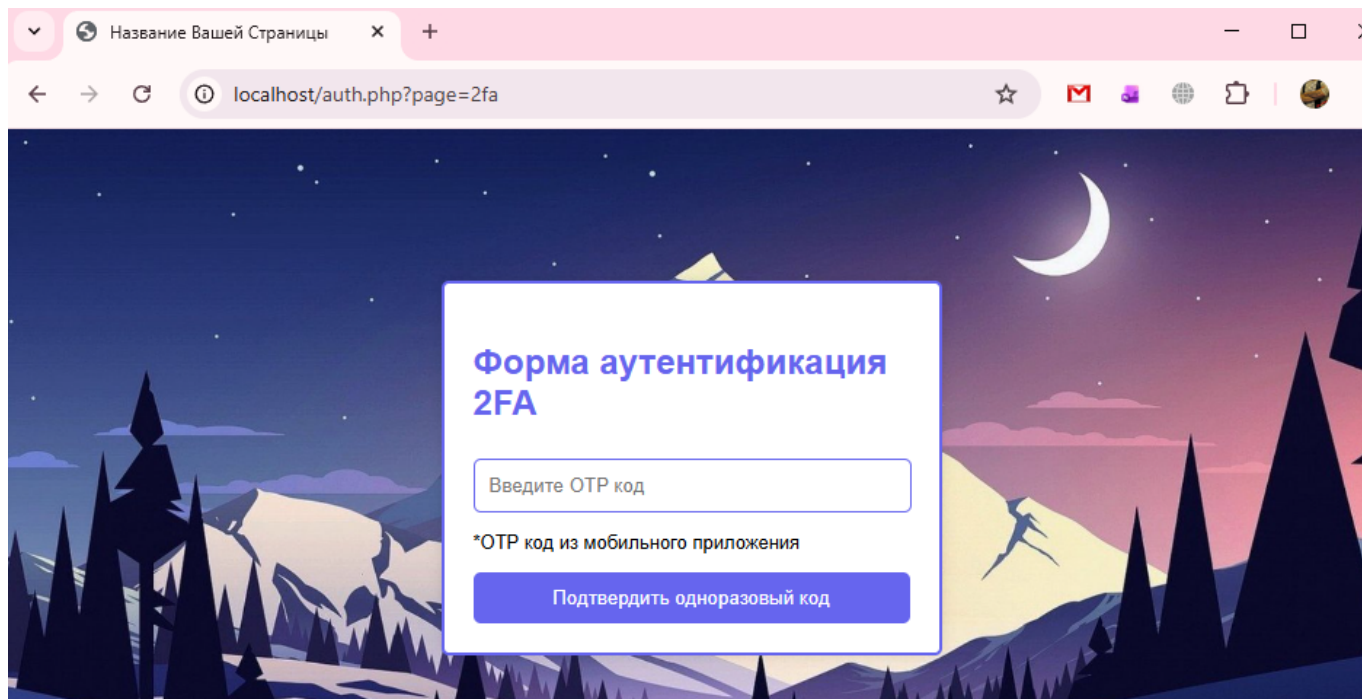 Название Вашей Страницы
localhost/auth.php?page=2fa
Форма аутентификация
2FA
Введите OTP код
*OTP код из мобильного приложения
Подтвердить одноразовый код